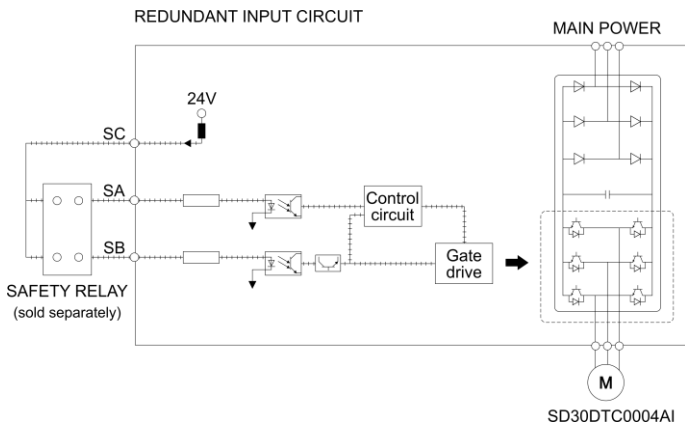 REDUNDANT INPUT CIRCUIT
MAIN POWER
24V
SC
SA
SB
Control
circuit
Gate
drive
SAFETY RELAY
(sold separately)
M
SD30DTC0004AI